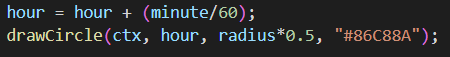 hour = hour + (minute/60);
drawCircle(ctx, hour, radius*0.5, "#86C88A");